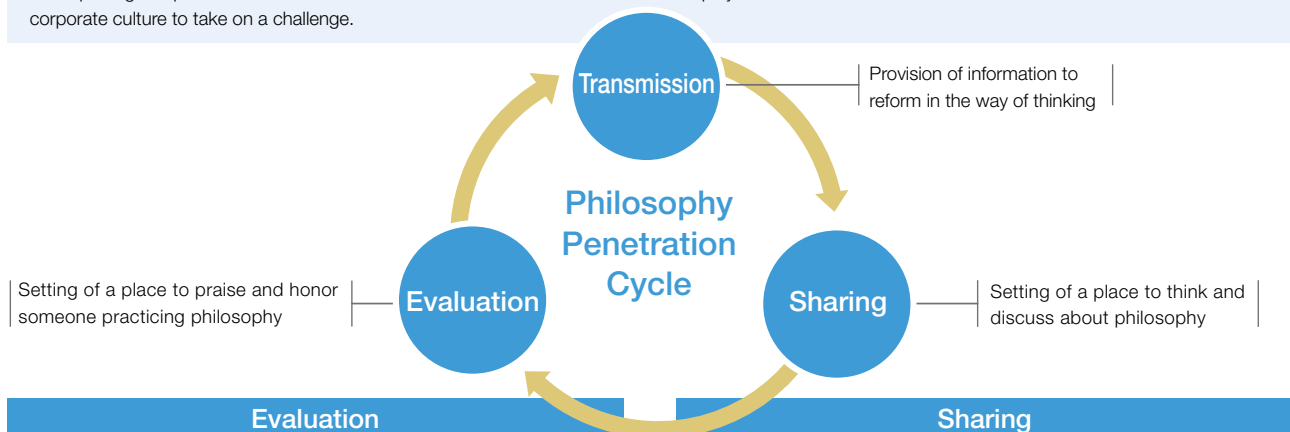 corporate culture to take on a challenge.
Transmission
Provision of information to
reform in the way of thinking
Philosophy
Penetration
Cycle
Evaluation
Setting of a place to praise and honor
someone practicing philosophy
Sharing
Setting of a place to think and
discuss about philosophy
Evaluation
Sharing